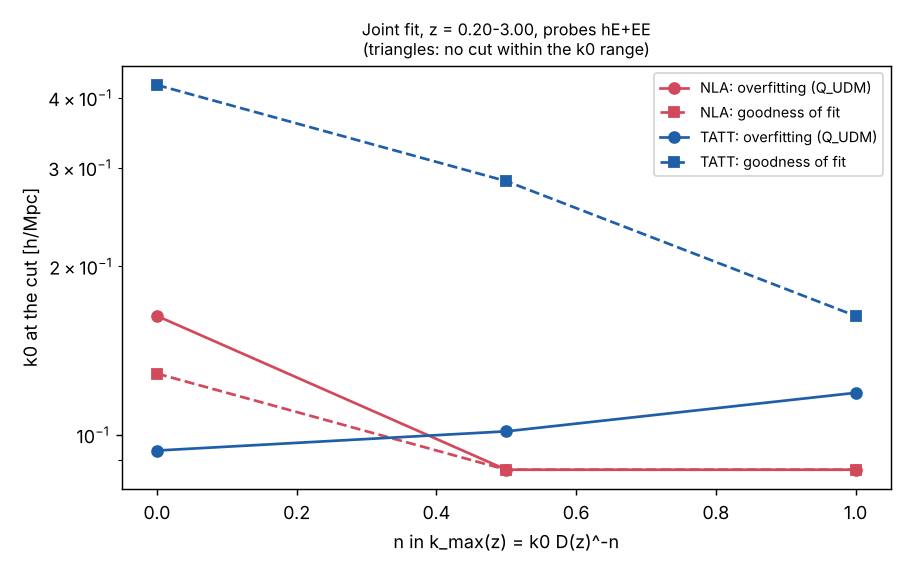 Joint fit, z = 0.20-3.00, probes hE+EE
(triangles: no cut within the k0 range)
NLA: overfitting (Q_UDM)
NLA: goodness of fit
TATT: overfitting (Q_UDM)
TATT: goodness of fit
k0 at the cut [h/Mpc]
4 × 10⁻¹
3 × 10⁻¹
2 × 10⁻¹
10⁻¹
0.0 0.2 0.4 0.6 0.8 1.0
n in k_max(z) = k0 D(z)^-n